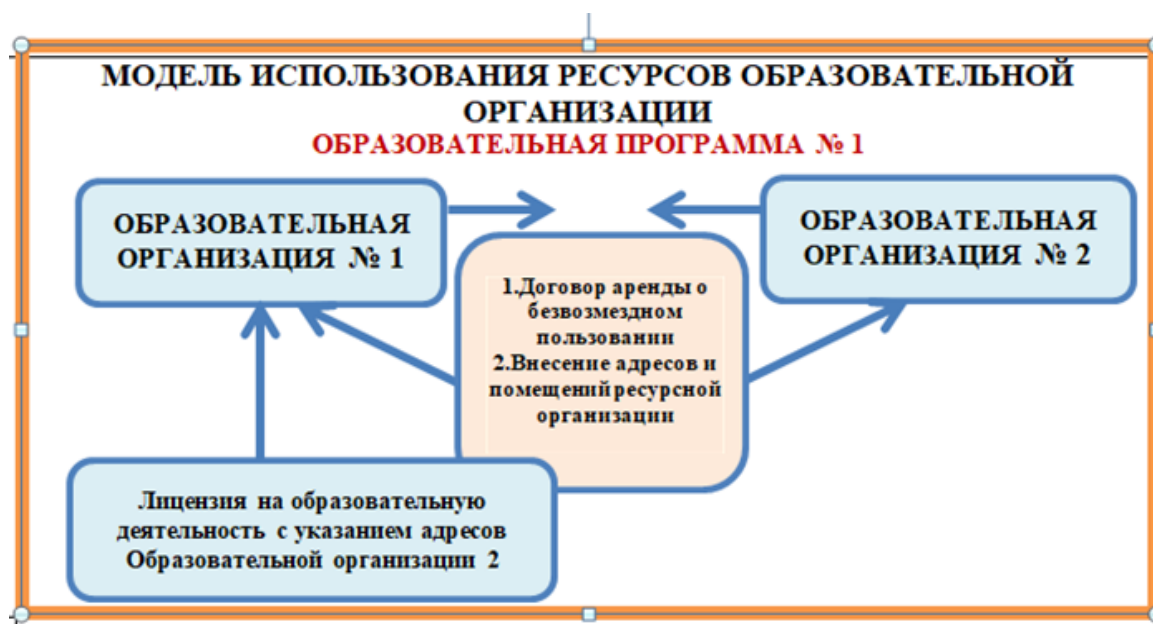 МОДЕЛЬ ИСПОЛЬЗОВАНИЯ РЕСУРСОВ ОБРАЗОВАТЕЛЬНОЙ
ОРГАНИЗАЦИИ
ОБРАЗОВАТЕЛЬНАЯ ПРОГРАММА № 1
ОБРАЗОВАТЕЛЬНАЯ
ОРГАНИЗАЦИЯ № 1
ОБРАЗОВАТЕЛЬНАЯ
ОРГАНИЗАЦИЯ № 2
1.Договор аренды о
безвозмездном
пользовании
2.Внесение адресов и
помещений ресурсной
организации
Лицензия на образовательную
деятельность с указанием адресов
Образовательной организации 2